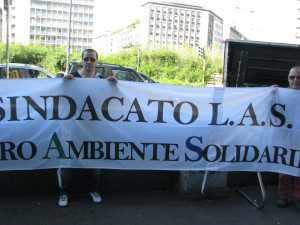 SINDACATO L.A.S.
RO AMBIENTE SOLIDARI